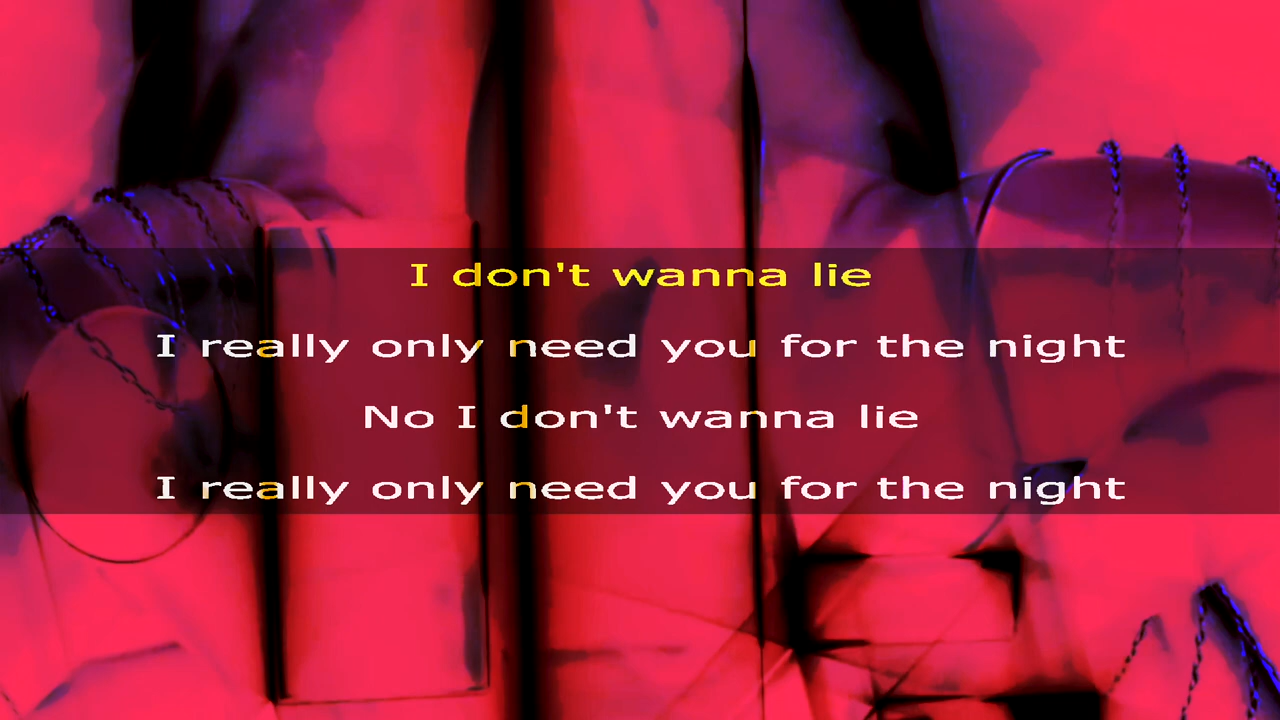 I don't wanna lie
I really only need you for the night
No I don't wanna lie
I really only need you for the night